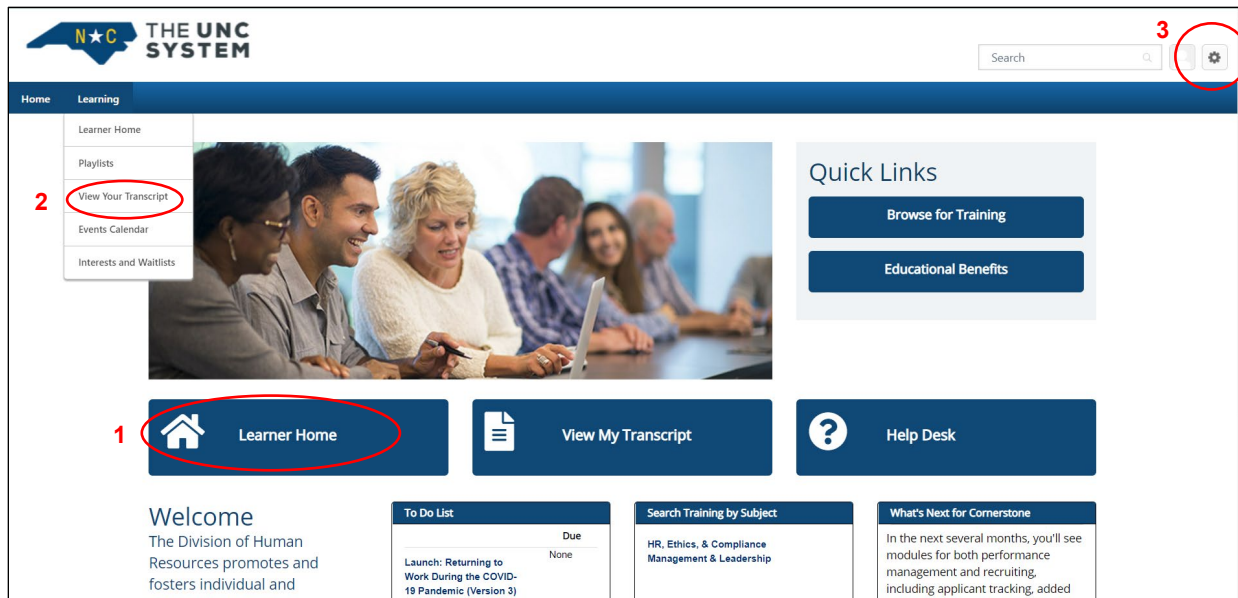 N★C THE UNC
SYSTEM
3
Search
Home Learning
Learner Home
Playlists
2 View Your Transcript
Events Calendar
Interests and Waitlists
Quick Links
Browse for Training
Educational Benefits
1 Learner Home
View My Transcript
? Help Desk
Welcome
The Division of Human
Resources promotes and
fosters individual and
To Do List
Due
Launch: Returning to None
Work During the COVID-
19 Pandemic (Version 3)
Search Training by Subject
HR, Ethics, & Compliance
Management & Leadership
What's Next for Cornerstone
In the next several months, you'll see
modules for both performance
management and recruiting,
including applicant tracking, added